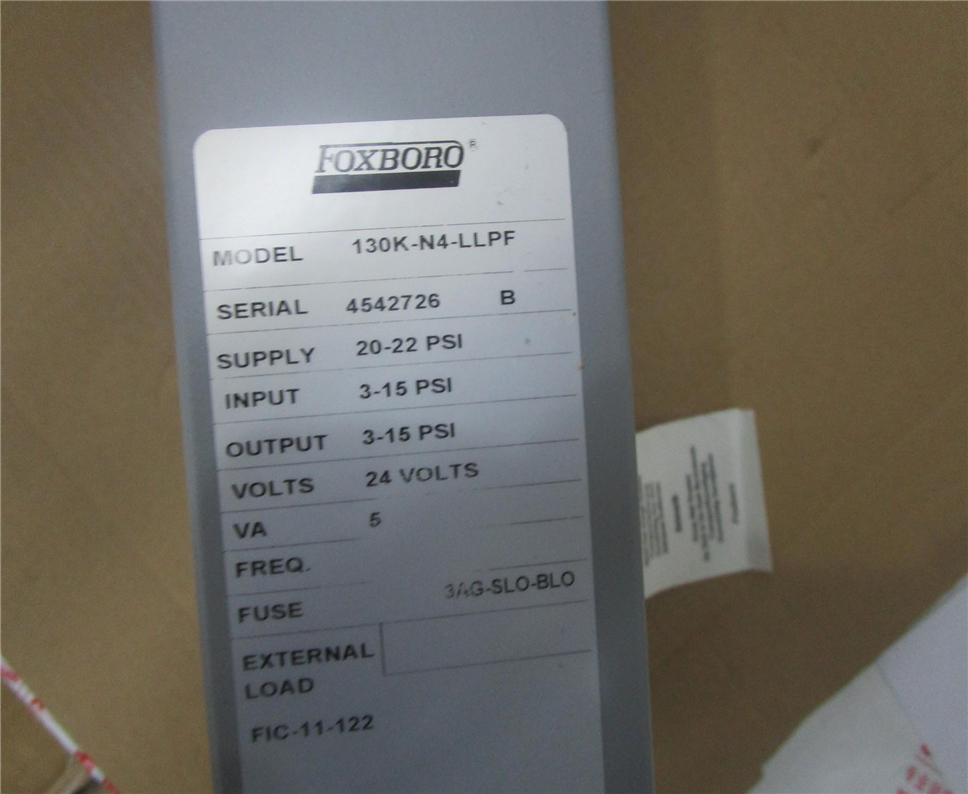 FOXBORO®
MODEL 130K-N4-LLPF
SERIAL 4542726 B
SUPPLY 20-22 PSI
INPUT 3-15 PSI
OUTPUT 3-15 PSI
VOLTS 24 VOLTS
VA 5
FREQ.
FUSE 3AG-SLO-BLO
EXTERNAL
LOAD
FIC-11-122